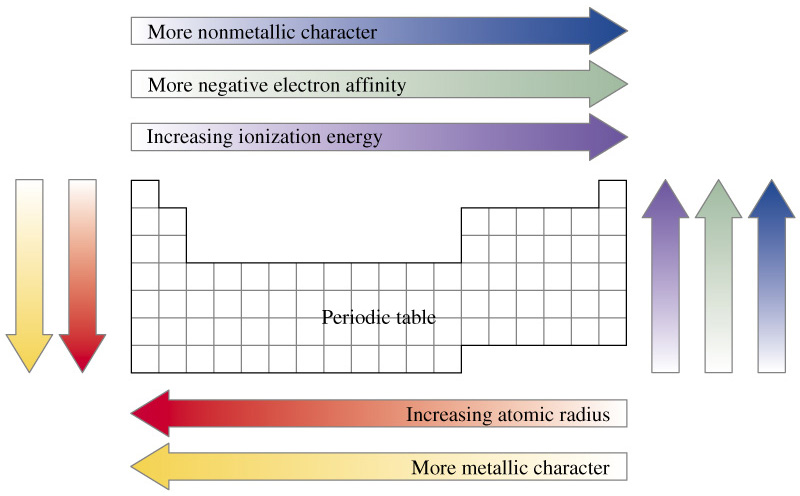 More nonmetallic character
More negative electron affinity
Increasing ionization energy
Periodic table
Increasing atomic radius
More metallic character